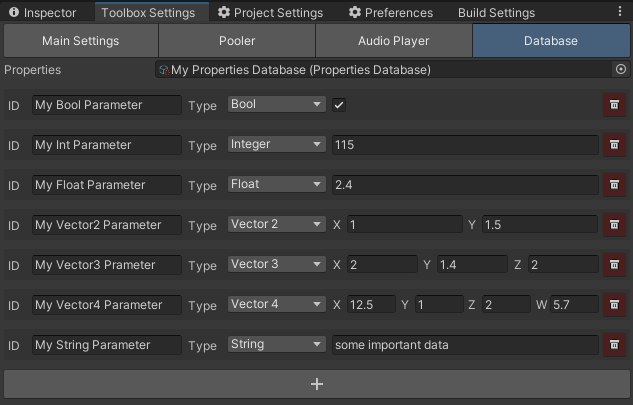 Inspector Toolbox Settings Project Settings Preferences Build Settings
Main Settings Pooler Audio Player Database
Properties My Properties Database (Properties Database)
ID My Bool Parameter Type Bool
ID My Int Parameter Type Integer 115
ID My Float Parameter Type Float 2.4
ID My Vector2 Parameter Type Vector 2 X 1 Y 1.5
ID My Vector3 Prameter Type Vector 3 X 2 Y 1.4 Z 2
ID My Vector4 Parameter Type Vector 4 X 12.5 Y 1 Z 2 W 5.7
ID My String Parameter Type String some important data